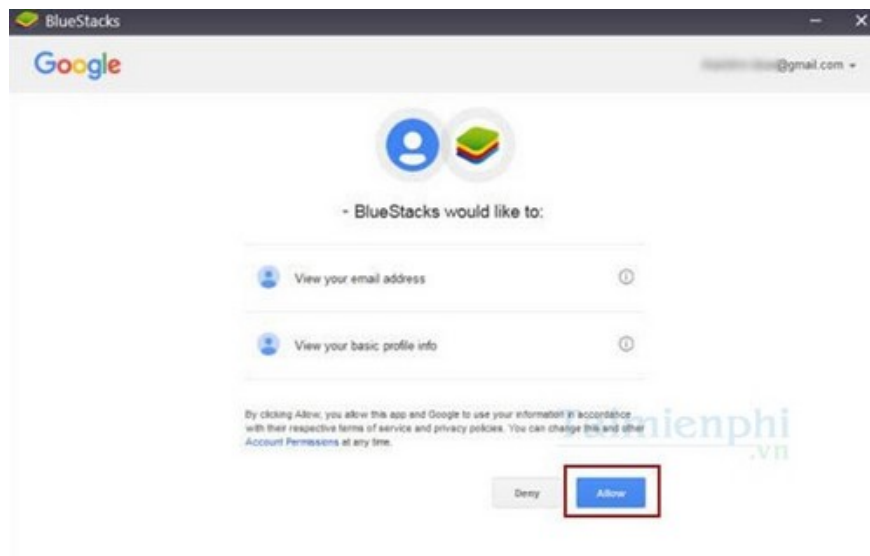 BlueStacks
Google
@gmail.com
- BlueStacks would like to:
View your email address
View your basic profile info
By clicking Allow, you allow this app and Google to use your information in accordance
with their respective terms of service and privacy policies. You can change this and other
Account Permissions at any time.
Taimienphi
.vn
Deny
Allow